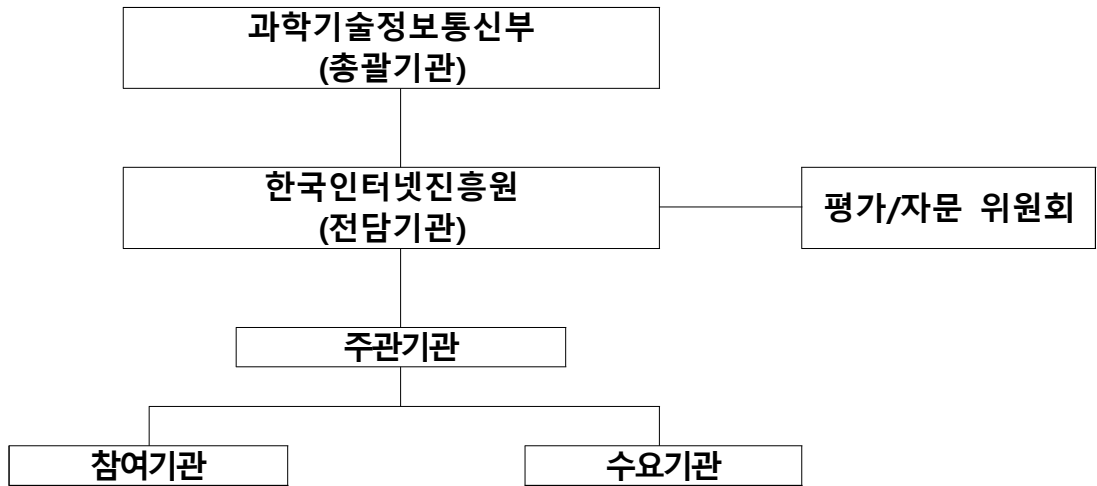 과학기술정보통신부
(총괄기관)
한국인터넷진흥원
(전담기관)
평가/자문 위원회
주관기관
참여기관
수요기관